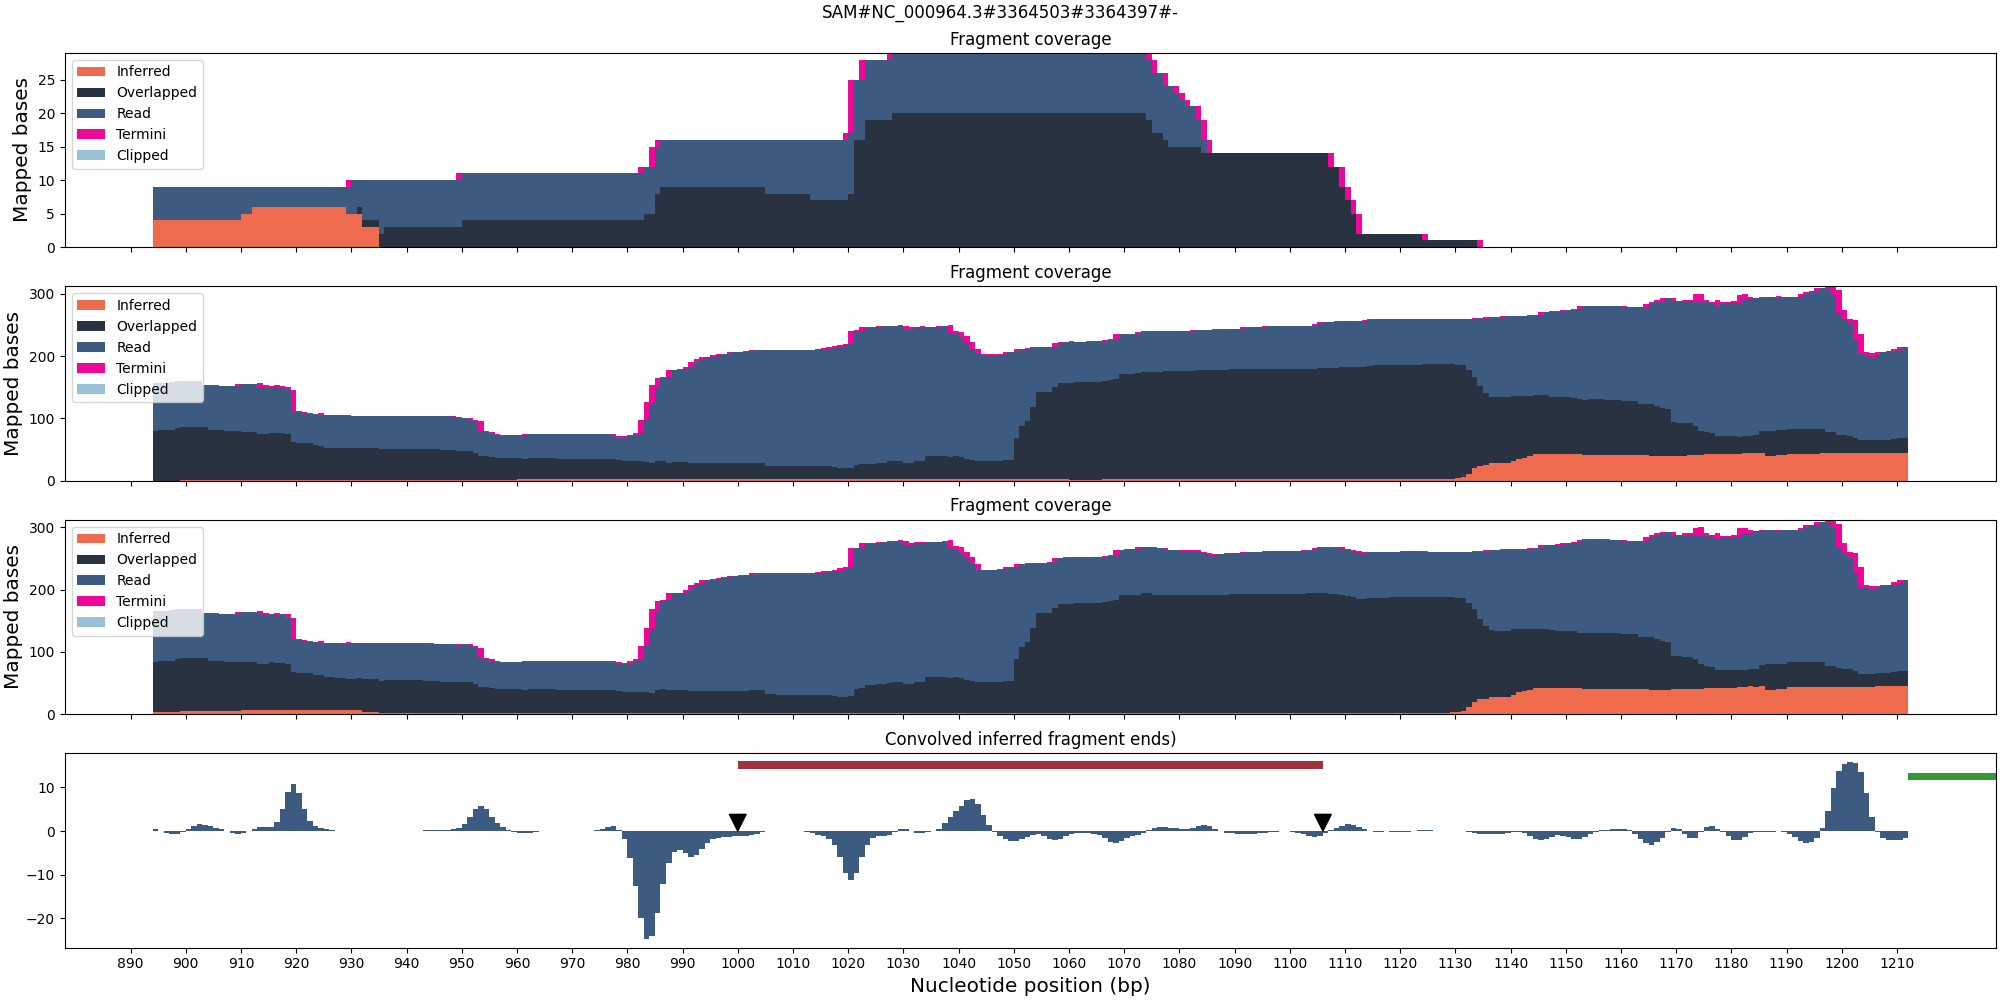 SAM#NC_000964.3#3364503#3364397#-
Fragment coverage
Mapped bases
25
20
15
10
5
0
Inferred
Overlapped
Read
Termini
Clipped
Fragment coverage
Mapped bases
300
200
100
0
Inferred
Overlapped
Read
Termini
Clipped
Fragment coverage
Mapped bases
300
200
100
0
Inferred
Overlapped
Read
Termini
Clipped
Convolved inferred fragment ends)
10
0
−10
−20
890 900 910 920 930 940 950 960 970 980 990 1000 1010 1020 1030 1040 1050 1060 1070 1080 1090 1100 1110 1120 1130 1140 1150 1160 1170 1180 1190 1200 1210
Nucleotide position (bp)